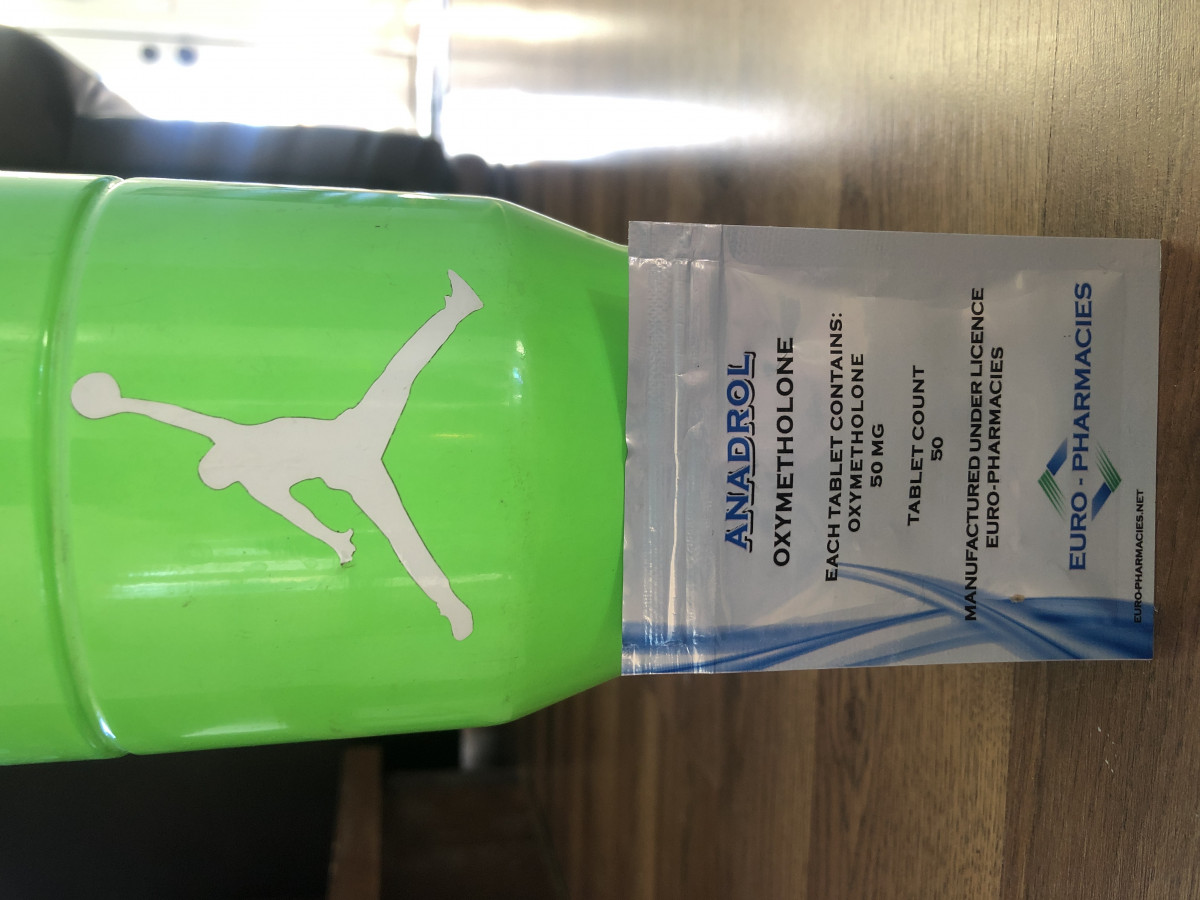 ANADROL
OXYMETHOLONE
EACH TABLET CONTAINS:
OXYMETHOLONE
50 MG
TABLET COUNT
50
MANUFACTURED UNDER LICENCE
EURO-PHARMACIES
EURO - PHARMACIES
EURO-PHARMACIES.NET